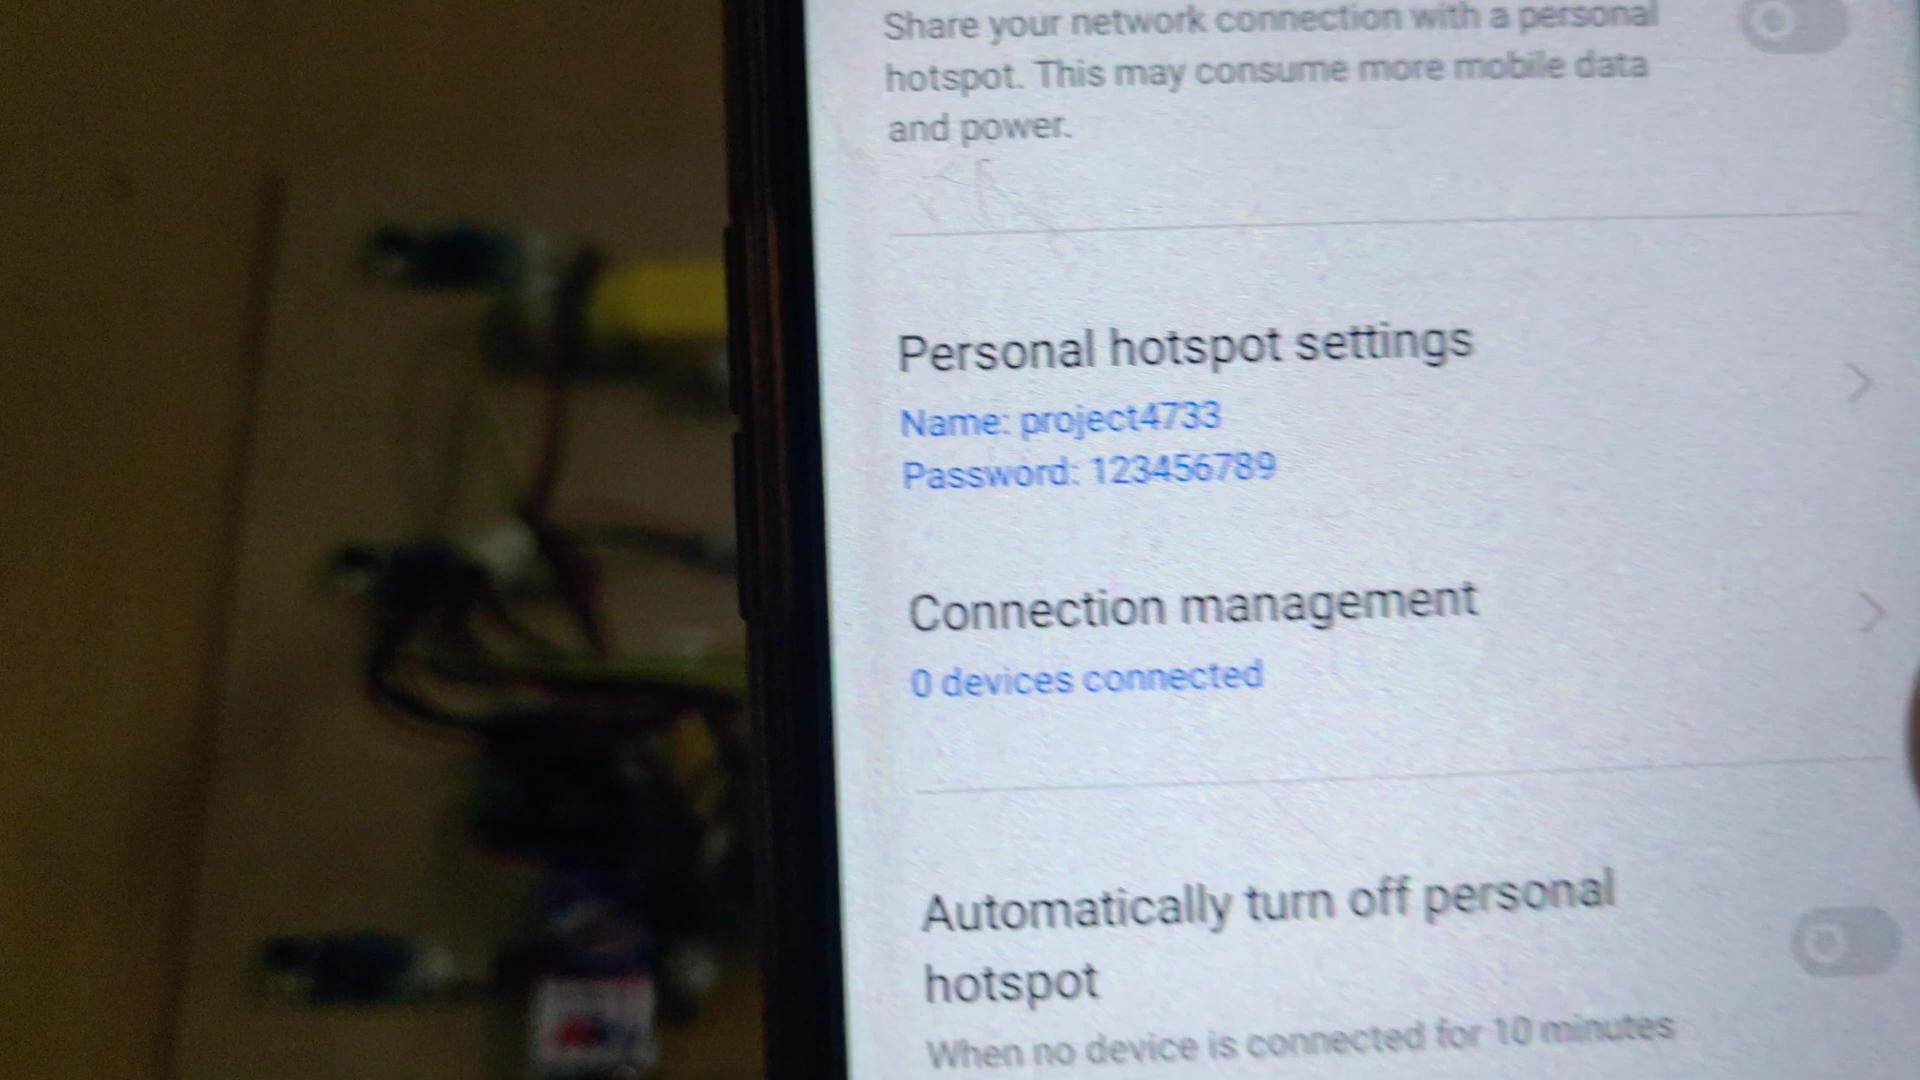 Share your network connection with a personal
hotspot. This may consume more mobile data
and power.
Personal hotspot settings
Name: project4733
Password: 123456789
Connection management
0 devices connected
Automatically turn off personal
hotspot
When no device is connected for 10 minutes